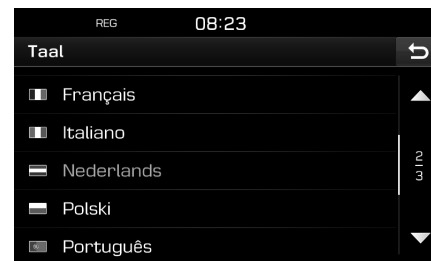 REG 08:23
Taal
Français
Italiano
Nederlands
Polski
Português
2
3